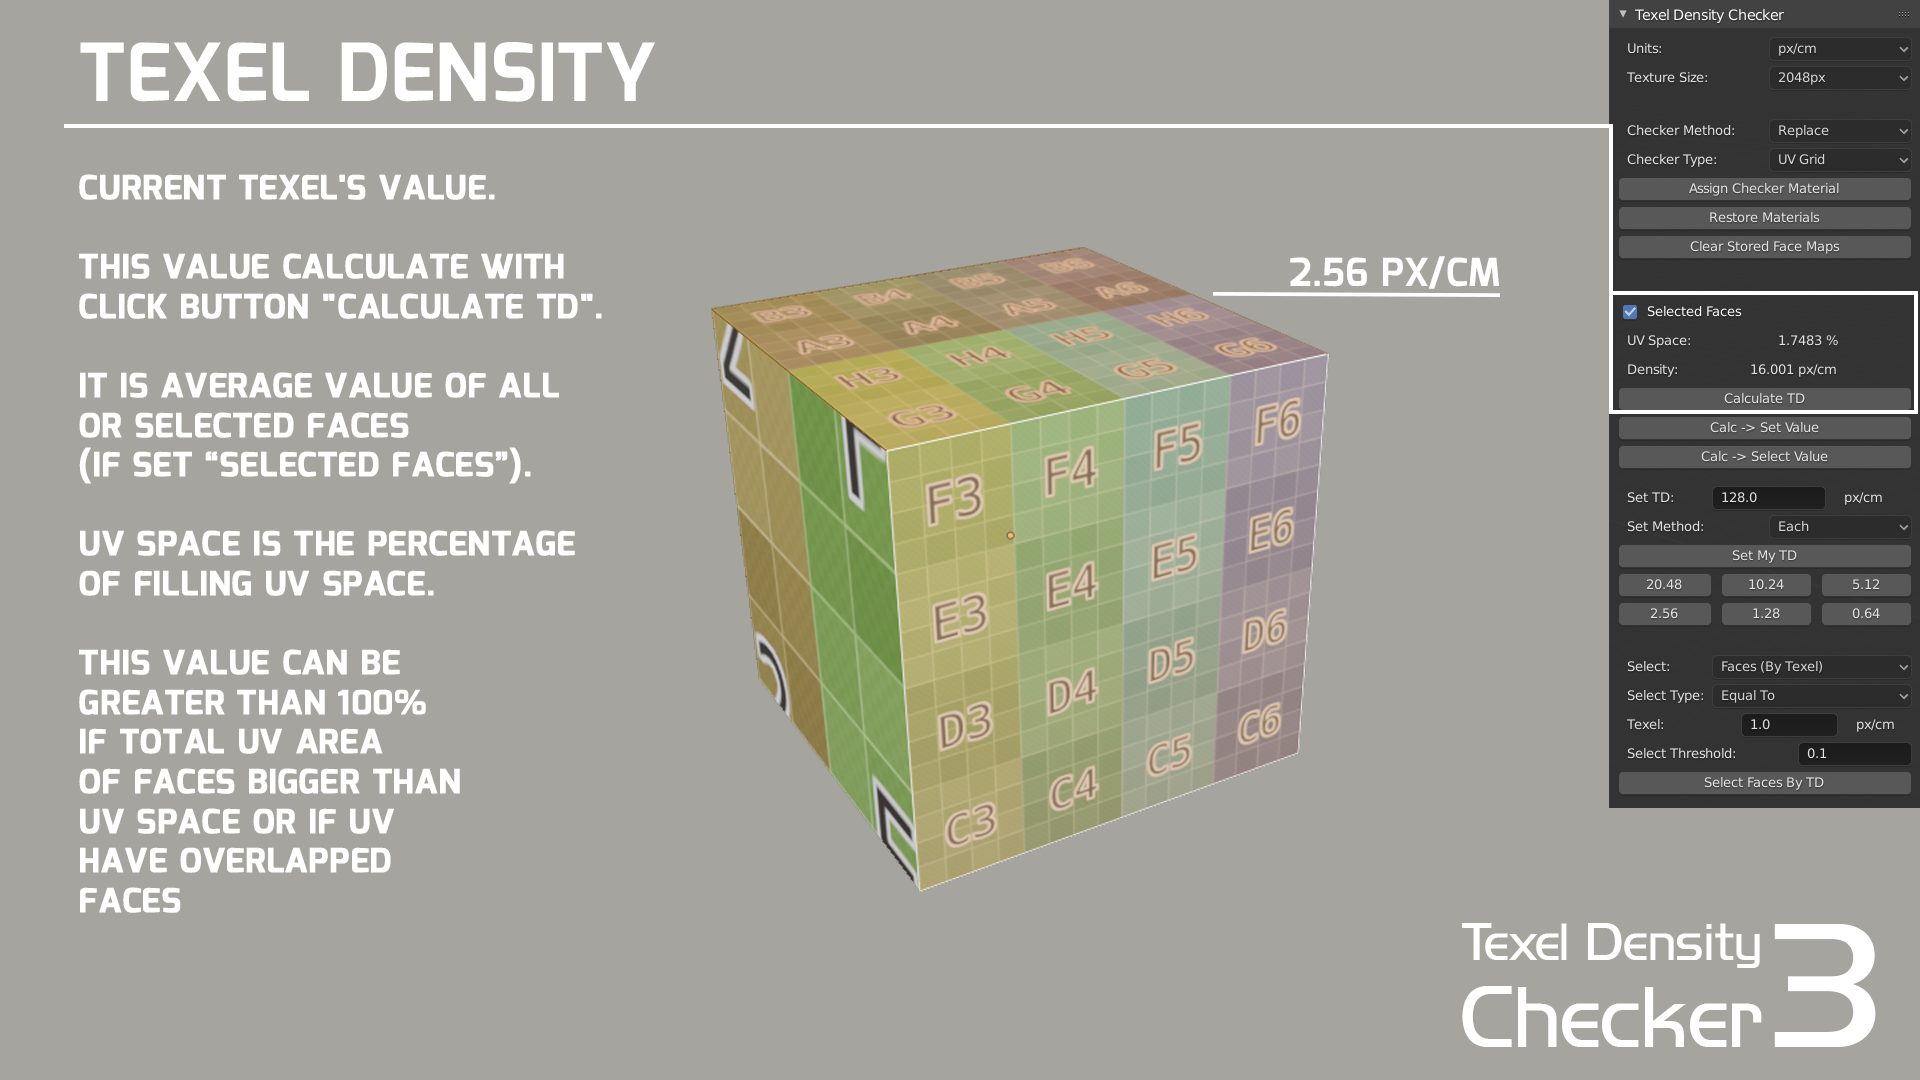 TEXEL DENSITY
CURRENT TEXEL'S VALUE.
THIS VALUE CALCULATE WITH
CLICK BUTTON "CALCULATE TD".
IT IS AVERAGE VALUE OF ALL
OR SELECTED FACES
(IF SET “SELECTED FACES”).
UV SPACE IS THE PERCENTAGE
OF FILLING UV SPACE.
THIS VALUE CAN BE
GREATER THAN 100%
IF TOTAL UV AREA
OF FACES BIGGER THAN
UV SPACE OR IF UV
HAVE OVERLAPPED
FACES
2.56 PX/CM
B3 B4 B5 B6
A3 A4 A5 A6
H3 H4 H5 H6
G3 G4 G5 G6
F3 F4 F5 F6
E3 E4 E5 E6
D3 D4 D5 D6
C3 C4 C5 C6
Texel Density Checker
Units: px/cm
Texture Size: 2048px
Checker Method: Replace
Checker Type: UV Grid
Assign Checker Material
Restore Materials
Clear Stored Face Maps
Selected Faces
UV Space: 1.7483 %
Density: 16.001 px/cm
Calculate TD
Calc -> Set Value
Calc -> Select Value
Set TD: 128.0 px/cm
Set Method: Each
Set My TD
20.48 10.24 5.12
2.56 1.28 0.64
Select: Faces (By Texel)
Select Type: Equal To
Texel: 1.0 px/cm
Select Threshold: 0.1
Select Faces By TD
Texel Density
Checker 3